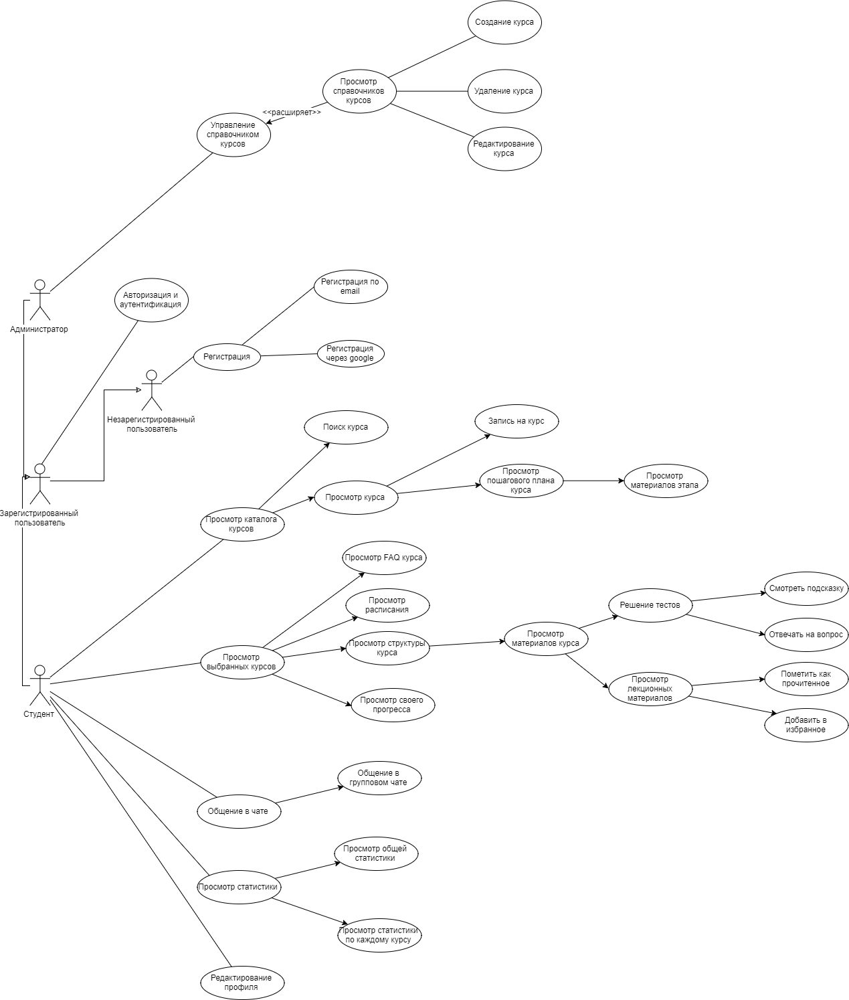 Создание курса
Просмотр
справочников
курсов
Удаление курса
<<расширяет>>
Управление
справочником
курсов
Редактирование
курса
Администратор
Авторизация и
аутентификация
Регистрация по
email
Регистрация
Регистрация
через google
Незарегистрированный
пользователь
Поиск курса
Запись на курс
Просмотр
пошагового плана
курса
Просмотр
материалов этапа
Просмотр курса
Зарегистрированный
пользователь
Просмотр каталога
курсов
Просмотр FAQ курса
Просмотр
расписания
Решение тестов
Смотреть подсказку
Отвечать на вопрос
Просмотр
материалов курса
Просмотр структуры
курса
Просмотр
выбранных курсов
Пометить как
прочитенное
Просмотр
лекционных
материалов
Просмотр своего
прогресса
Добавить в
избранное
Студент
Общение в
групповом чате
Общение в чате
Просмотр общей
статистики
Просмотр статистики
Просмотр статистики
по каждому курсу
Редактирование
профиля